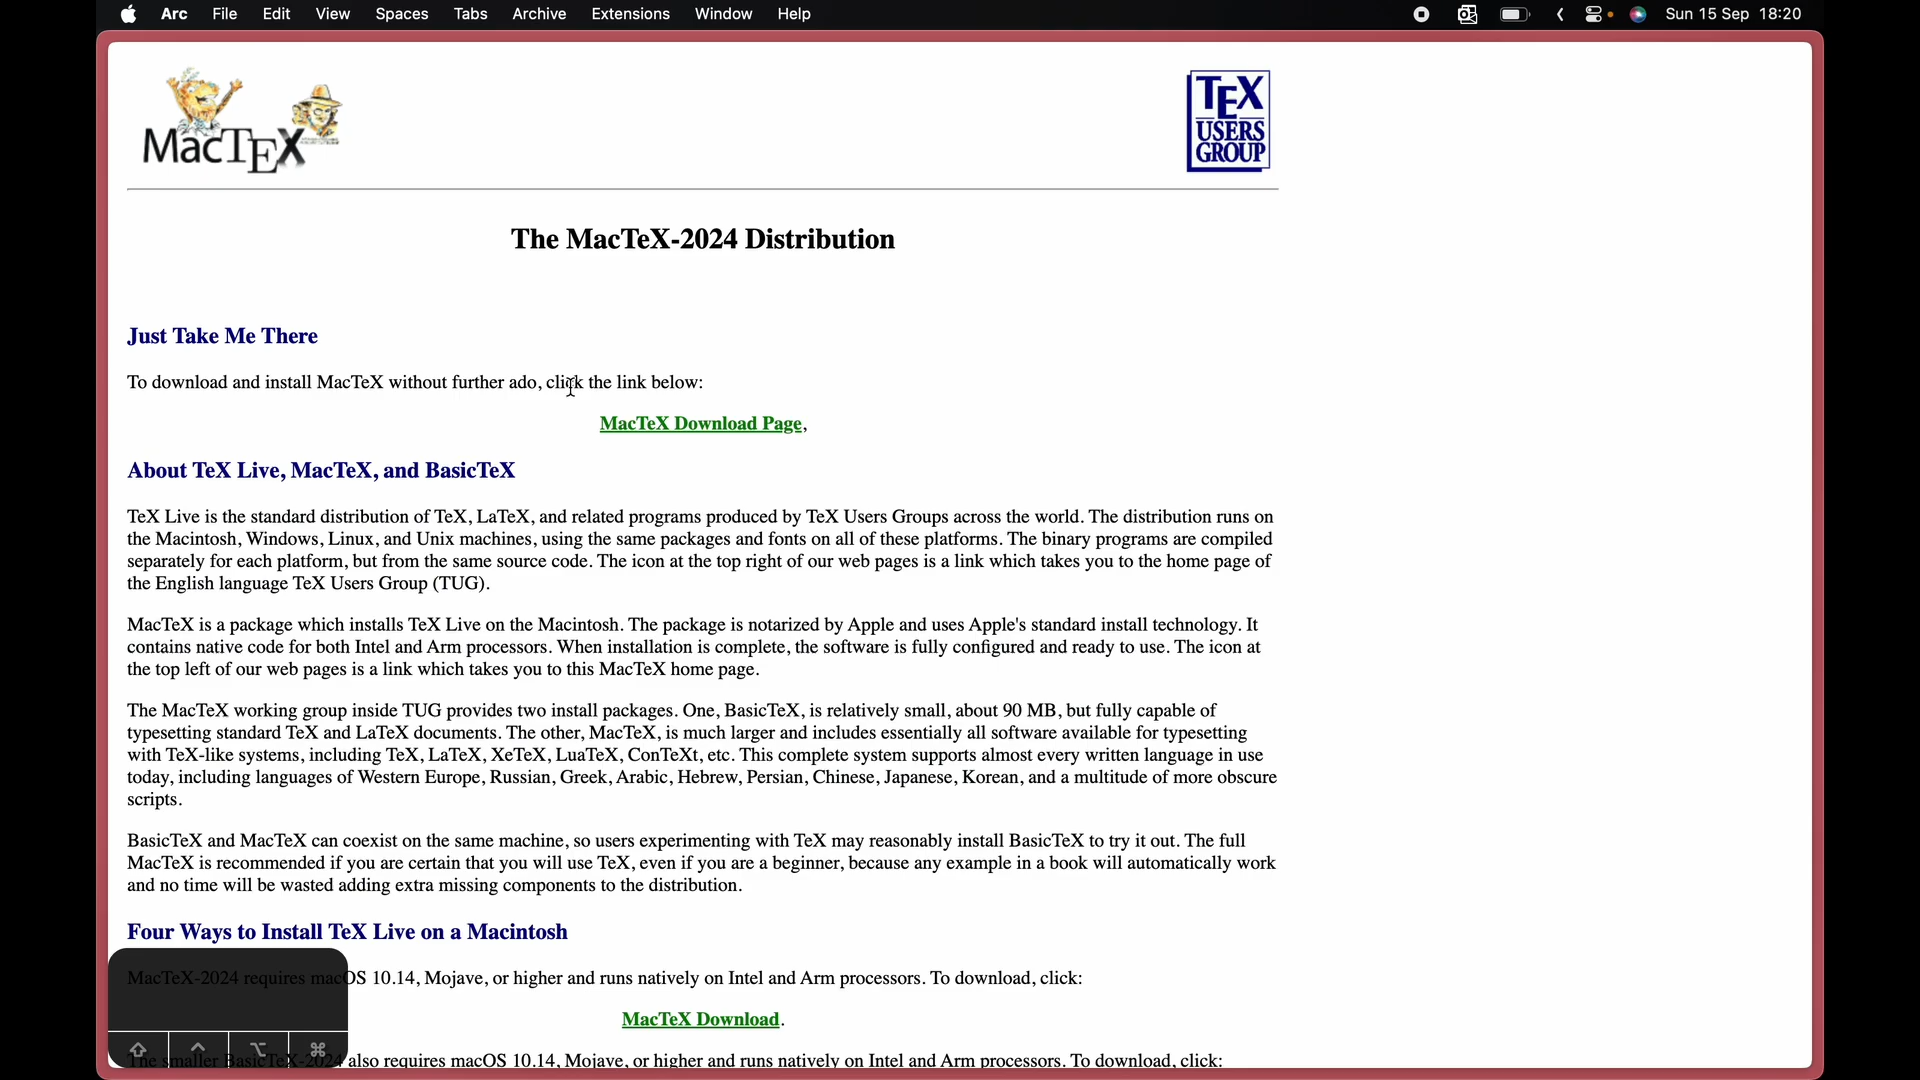 Arc File Edit View Spaces Tabs Archive Extensions Window Help Sun 15 Sep 18:20
MacTEX
TEX
USERS
GROUP
The MacTeX-2024 Distribution
Just Take Me There
To download and install MacTeX without further ado, click the link below:
MacTeX Download Page,
About TeX Live, MacTeX, and BasicTeX
TeX Live is the standard distribution of TeX, LaTeX, and related programs produced by TeX Users Groups across the world. The distribution runs on
the Macintosh, Windows, Linux, and Unix machines, using the same packages and fonts on all of these platforms. The binary programs are compiled
separately for each platform, but from the same source code. The icon at the top right of our web pages is a link which takes you to the home page of
the English language TeX Users Group (TUG).
MacTeX is a package which installs TeX Live on the Macintosh. The package is notarized by Apple and uses Apple's standard install technology. It
contains native code for both Intel and Arm processors. When installation is complete, the software is fully configured and ready to use. The icon at
the top left of our web pages is a link which takes you to this MacTeX home page.
The MacTeX working group inside TUG provides two install packages. One, BasicTeX, is relatively small, about 90 MB, but fully capable of
typesetting standard TeX and LaTeX documents. The other, MacTeX, is much larger and includes essentially all software available for typesetting
with TeX-like systems, including TeX, LaTeX, XeTeX, LuaTeX, ConTeXt, etc. This complete system supports almost every written language in use
today, including languages of Western Europe, Russian, Greek, Arabic, Hebrew, Persian, Chinese, Japanese, Korean, and a multitude of more obscure
scripts.
BasicTeX and MacTeX can coexist on the same machine, so users experimenting with TeX may reasonably install BasicTeX to try it out. The full
MacTeX is recommended if you are certain that you will use TeX, even if you are a beginner, because any example in a book will automatically work
and no time will be wasted adding extra missing components to the distribution.
Four Ways to Install TeX Live on a Macintosh
MacTeX-2024 requires macOS 10.14, Mojave, or higher and runs natively on Intel and Arm processors. To download, click:
MacTeX Download.
The smaller BasicTeX-2024 also requires macOS 10.14, Mojave, or higher and runs natively on Intel and Arm processors. To download, click: